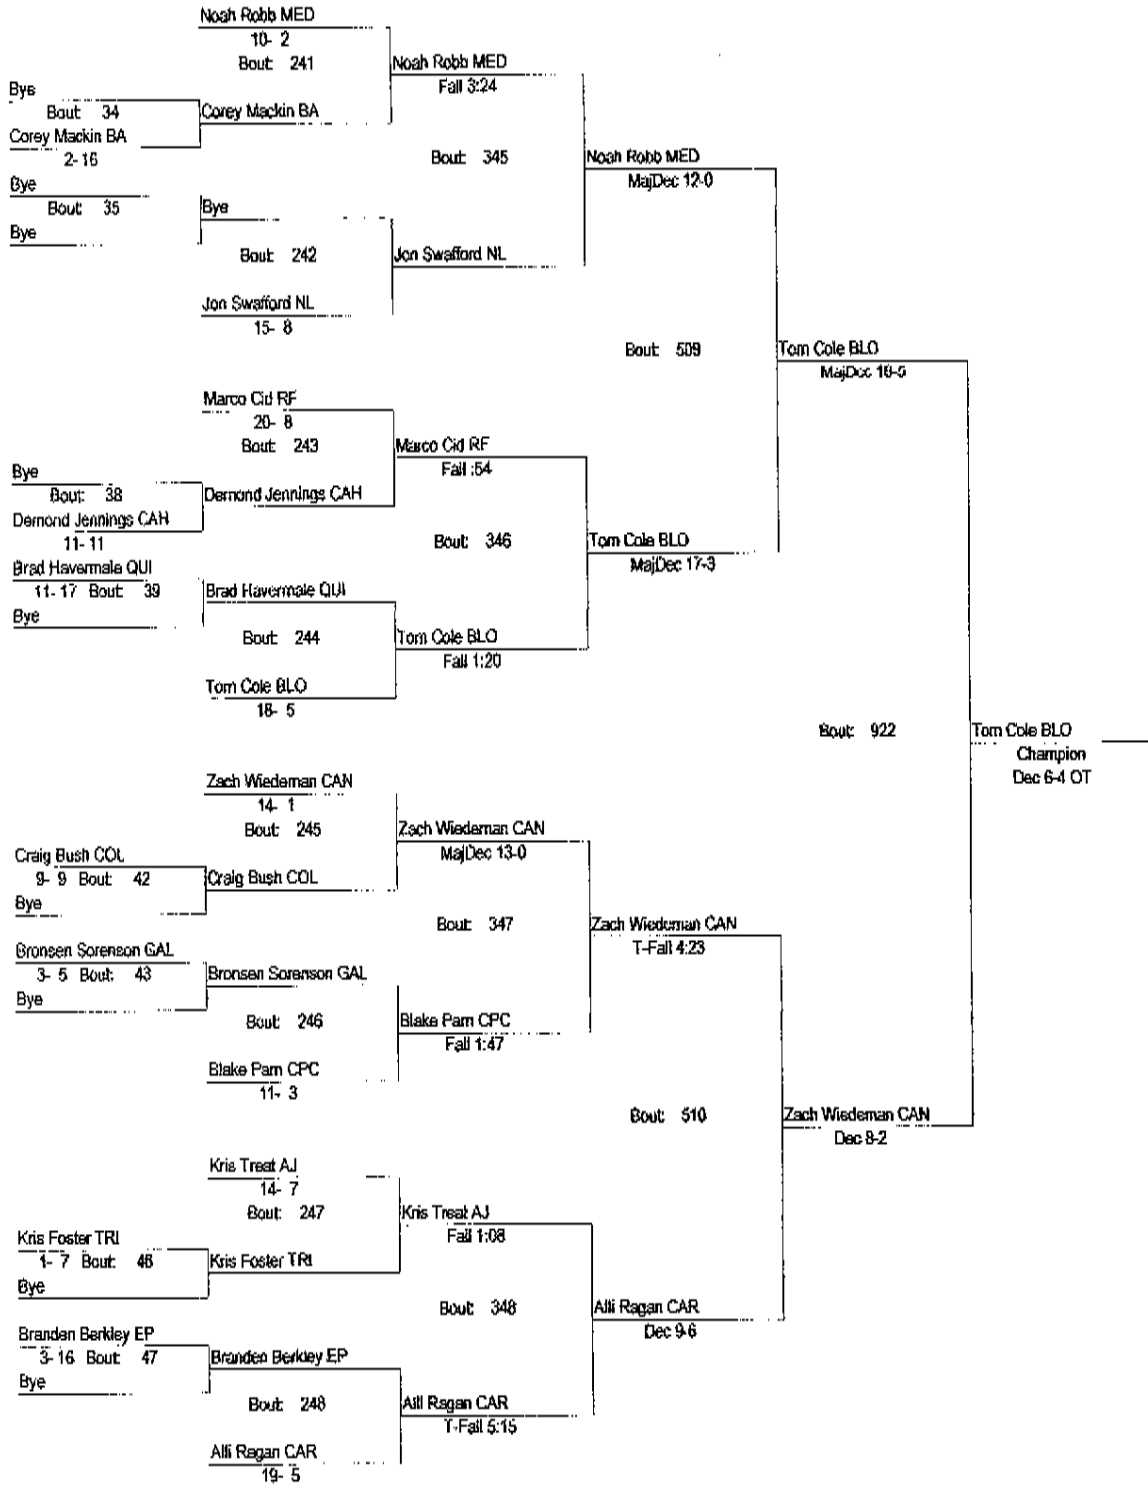 Noah Robb MED
10- 2
Bout: 241
Noah Robb MED
Fall 3:24
Bye
Bout: 34
Corey Mackin BA
Corey Mackin BA
2- 16
Bout: 345
Noah Robb MED
MajDec 12-0
Bye
Bout: 35
Bye
Bye
Bout: 242
Jon Swafford NL
Jon Swafford NL
15- 8
Bout: 509
Tom Cole BLO
MajDec
Marco Cid RF
20- 8
Bout: 243
Marco Cid RF
Fall :54
Bye
Bout: 38
Demond Jennings CAH
Demond Jennings CAH
11- 11
Bout: 346
Tom Cole BLO
MajDec 17-3
Brad Havermale QUI
11- 17 Bout: 39
Brad Havermale QUI
Bye
Bout: 244
Tom Cole BLO
Fall 1:20
Tom Cole BLO
18- 5
Bout: 922
Tom Cole BLO
Champion
Dec 6-4 OT
Zach Wiedeman CAN
14- 1
Bout: 245
Zach Wiedeman CAN
MajDec 13-0
Craig Bush COL
9- 9 Bout: 42
Craig Bush COL
Bye
Bout: 347
Zach Wiedeman CAN
T-Fall 4:23
Bronsen Sorenson GAL
3- 5 Bout: 43
Bronsen Sorenson GAL
Bye
Bout: 246
Blake Pam CPC
Fall 1:47
Blake Pam CPC
11- 3
Bout: 510
Zach Wiedeman CAN
Dec 8-2
Kris Treat AJ
14- 7
Bout: 247
Kris Treat AJ
Fall 1:08
Kris Foster TRI
1- 7 Bout: 46
Kris Foster TRI
Bye
Bout: 348
Alli Ragan CAR
Dec 9-6
Branden Berkley EP
3- 16 Bout: 47
Branden Berkley EP
Bye
Bout: 248
Alli Ragan CAR
T-Fall 5:15
Alli Ragan CAR
19- 5